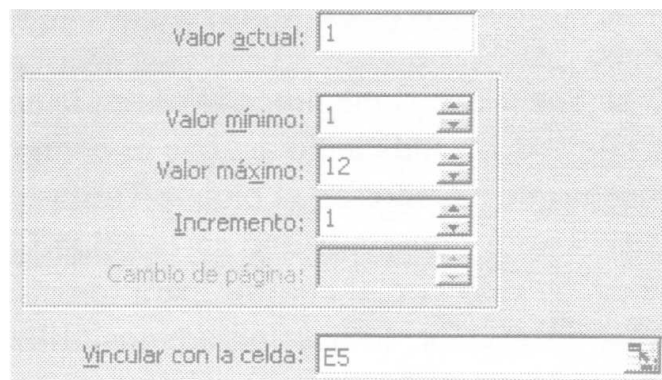 Valor actual: 1
Valor mínimo: 1
Valor máximo: 12
Incremento: 1
Cambio de página:
Vincular con la celda: E5